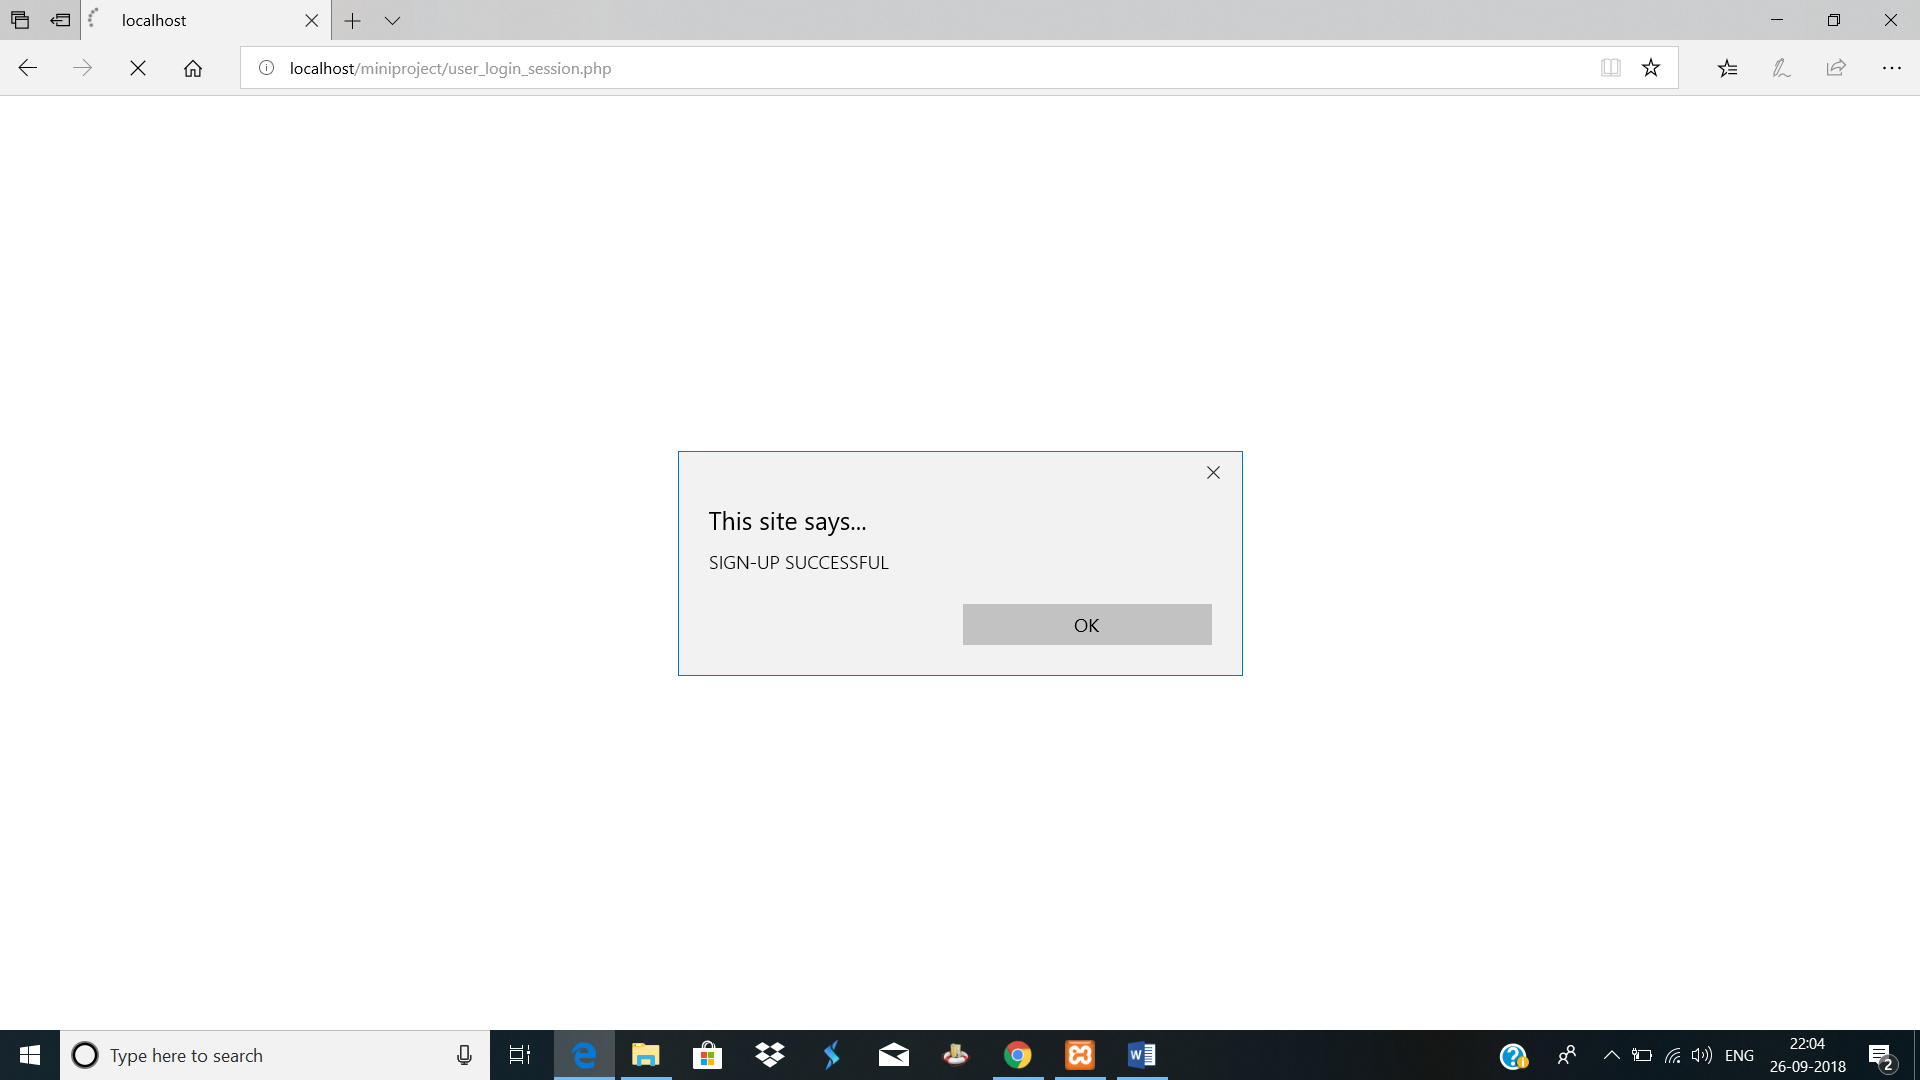 localhost
localhost/miniproject/user_login_session.php
This site says...
SIGN-UP SUCCESSFUL
OK
Type here to search
ENG
22:04
26-09-2018
2